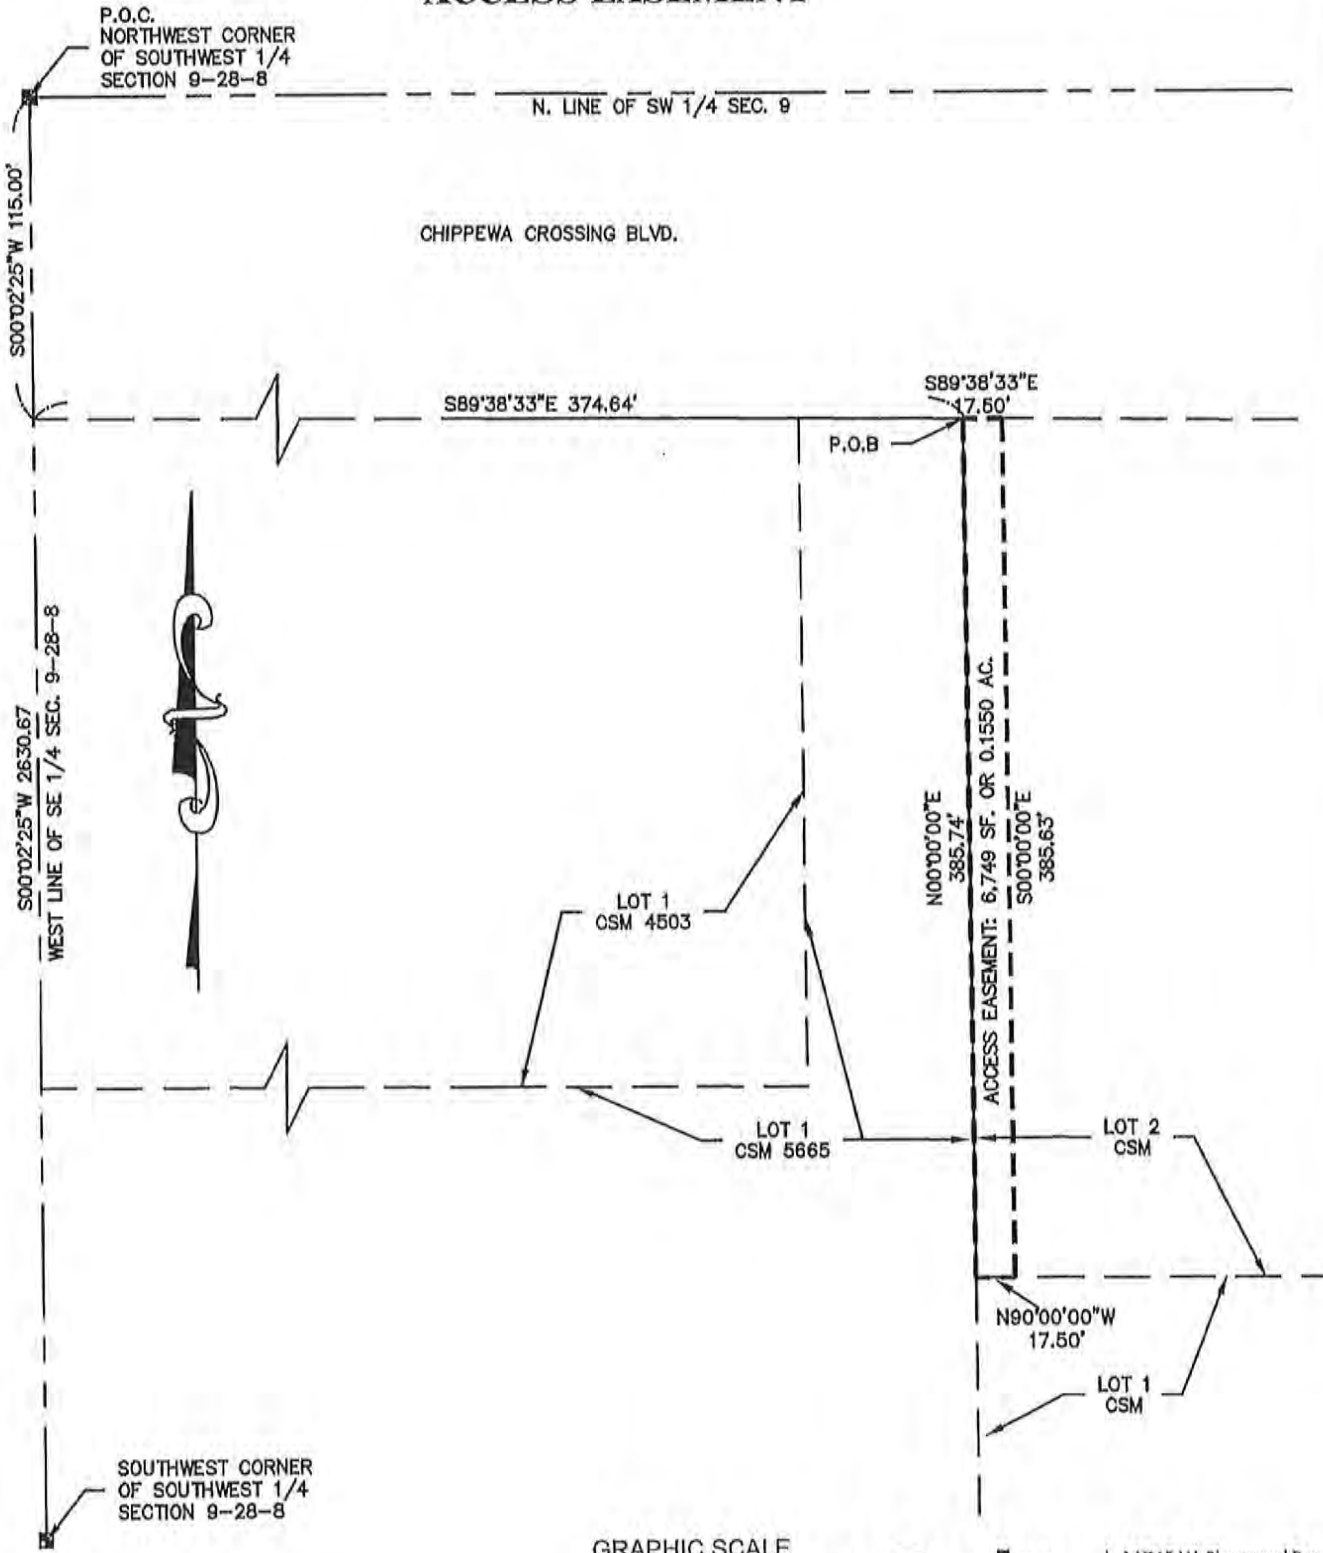 ACCESS EASEMENT
P.O.C.
NORTHWEST CORNER
OF SOUTHWEST 1/4
SECTION 9-28-8
N. LINE OF SW 1/4 SEC. 9
S00°02'25"W 115.00'
CHIPPEWA CROSSING BLVD.
S89°38'33"E 374.64'
S89°38'33"E
17.50'
P.O.B
S00°02'25"W 2630.67
WEST LINE OF SE 1/4 SEC. 9-28-8
N00°00'00"E
385.74'
ACCESS EASEMENT: 6,749 SF. OR 0.1550 AC.
S00°00'00"E
385.63'
LOT 1
CSM 4503
LOT 1
CSM 5665
LOT 2
CSM
N90°00'00"W
17.50'
LOT 1
CSM
SOUTHWEST CORNER
OF SOUTHWEST 1/4
SECTION 9-28-8
GRAPHIC SCALE